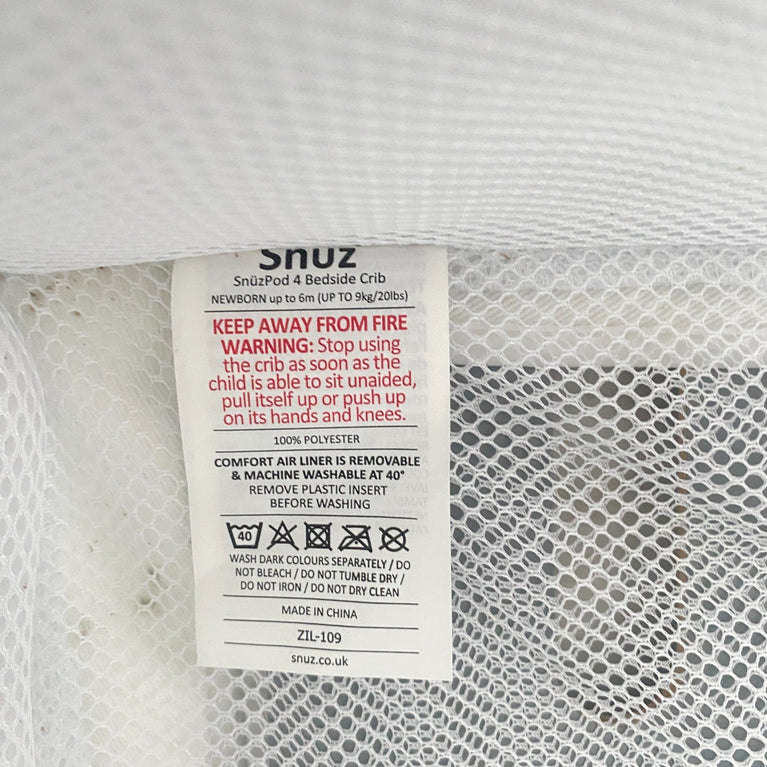 Snüz
SnüzPod 4 Bedside Crib
NEWBORN up to 6m (UP TO 9kg/20lbs)
KEEP AWAY FROM FIRE
WARNING: Stop using
the crib as soon as the
child is able to sit unaided,
pull itself up or push up
on its hands and knees.
100% POLYESTER
COMFORT AIR LINER IS REMOVABLE
& MACHINE WASHABLE AT 40°
REMOVE PLASTIC INSERT
BEFORE WASHING
40
WASH DARK COLOURS SEPARATELY / DO
NOT BLEACH / DO NOT TUMBLE DRY /
DO NOT IRON / DO NOT DRY CLEAN
MADE IN CHINA
ZIL-109
snuz.co.uk